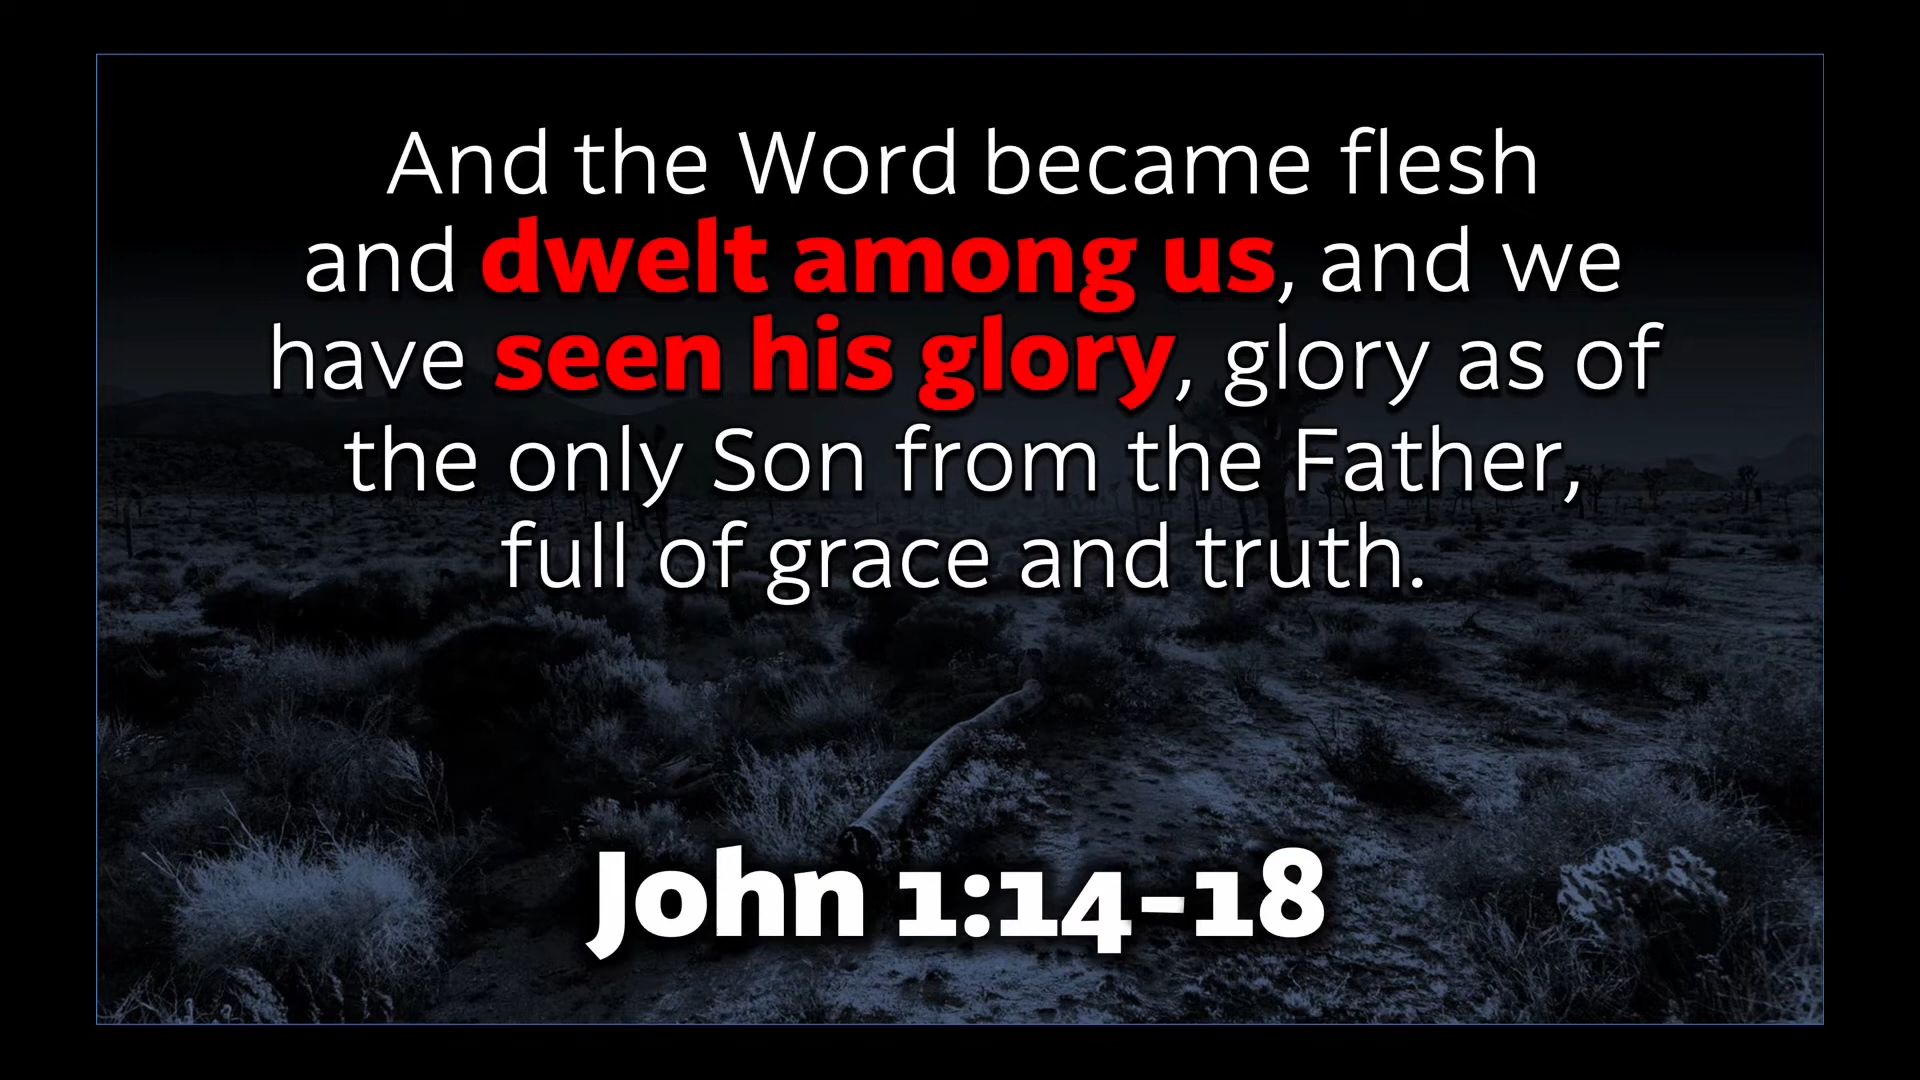 And the Word became flesh
and dwelt among us, and we
have seen his glory, glory as of
the only Son from the Father,
full of grace and truth.
John 1:14-18